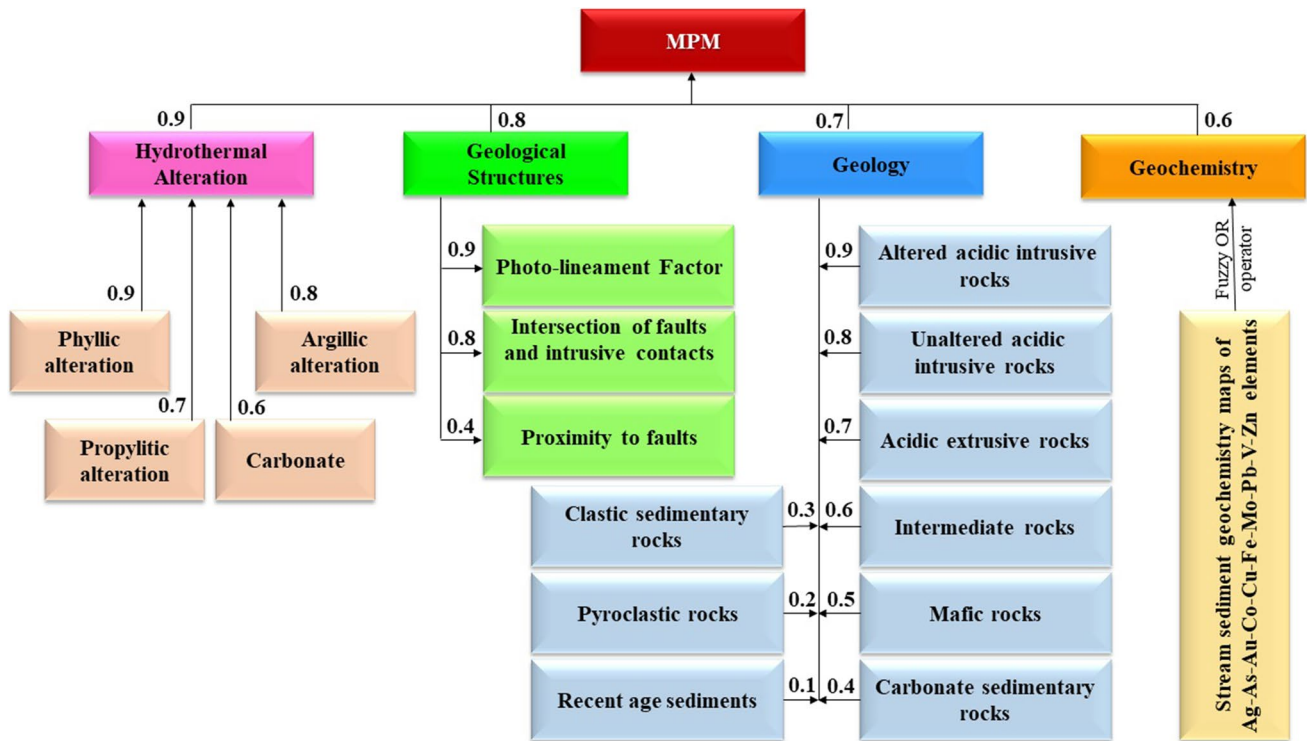 MPM
0.9
Hydrothermal
Alteration
0.9
Phyllic
alteration
0.7
Propylitic
alteration
0.6
Carbonate
0.8
Argillic
alteration
0.8
Geological
Structures
0.9
Photo-lineament Factor
0.8
Intersection of faults
and intrusive contacts
0.4
Proximity to faults
0.7
Geology
0.9
Altered acidic intrusive
rocks
0.8
Unaltered acidic
intrusive rocks
0.7
Acidic extrusive rocks
0.6
Intermediate rocks
0.5
Mafic rocks
0.4
Carbonate sedimentary
rocks
Clastic sedimentary
rocks
0.3
Pyroclastic rocks
0.2
Recent age sediments
0.1
0.6
Geochemistry
Fuzzy OR
operator
Stream sediment geochemistry maps of
Ag-As-Au-Co-Cu-Fe-Mo-Pb-V-Zn elements